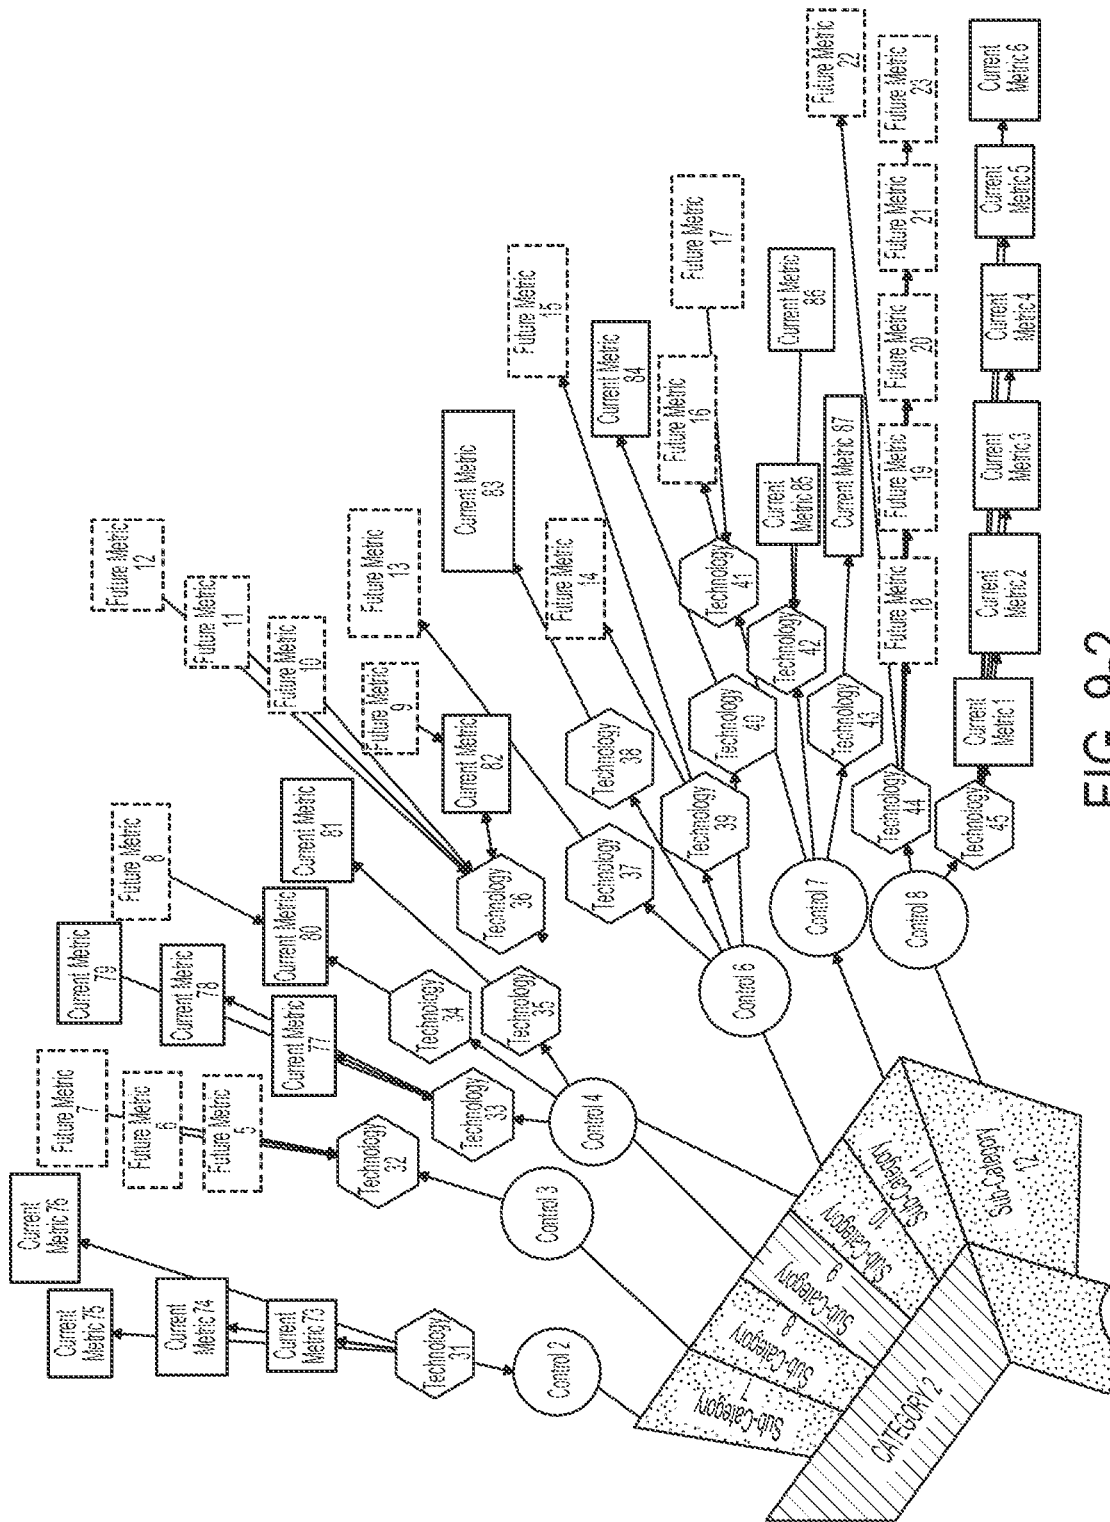 Current
Metric 76
Current
Metric 75
Current
Metric 74
Current
Metric 73
Technology
31
Control 2
Future Metric
7
Future Metric
6
Future Metric
5
Technology
32
Control 3
Current Metric
79
Current Metric
78
Current Metric
77
Technology
33
Control 4
Future Metric
8
Current Metric
80
Technology
34
Current Metric
81
Technology
35
Future Metric
12
Future Metric
11
Future Metric
10
Future Metric
9
Current Metric
82
Technology
36
Future Metric
13
Technology
37
Current Metric
83
Technology
38
Future Metric
14
Future Metric
15
Technology
39
Control 6
Current Metric
84
Technology
40
Future Metric
16
Future Metric
17
Technology
41
Current Metric
86
Current
Metric 85
Technology
42
Current Metric 87
Technology
43
Control 7
Future Metric
22
Future Metric
23
Future Metric
21
Future Metric
20
Future Metric
19
Future Metric
18
Technology
44
Control 8
Current
Metric 6
Current
Metric 5
Current
Metric 4
Current
Metric 3
Current
Metric 2
Current
Metric 1
Technology
45
Sub-Category
7
Sub-Category
8
Sub-Category
9
Sub-Category
10
Sub-Category
11
Sub-Category
12
CATEGORY 2
FIG. 9-2